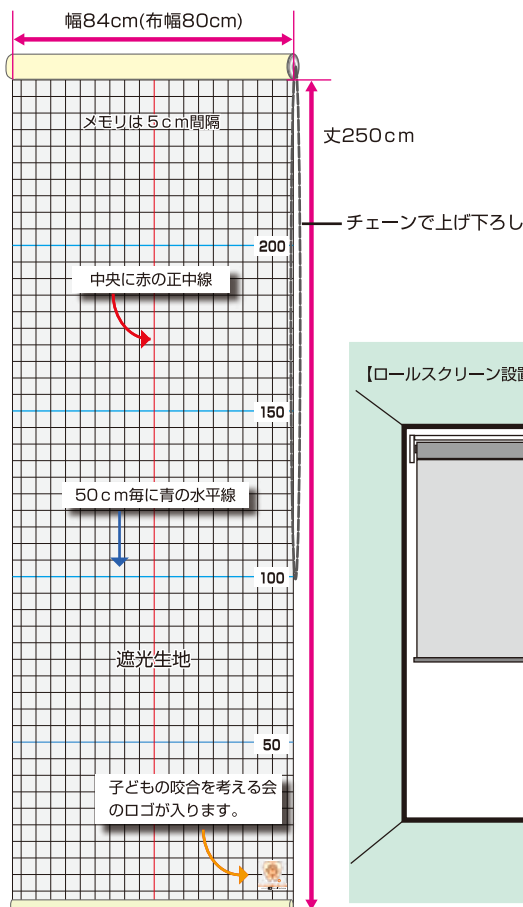 幅84cm(布幅80cm)
メモリは5cm間隔
丈250cm
チェーンで上げ下ろし
200
中央に赤の正中線
【ロールスクリーン設置
150
50cm毎に青の水平線
100
遮光生地
50
子どもの咬合を考える会
のロゴが入ります。